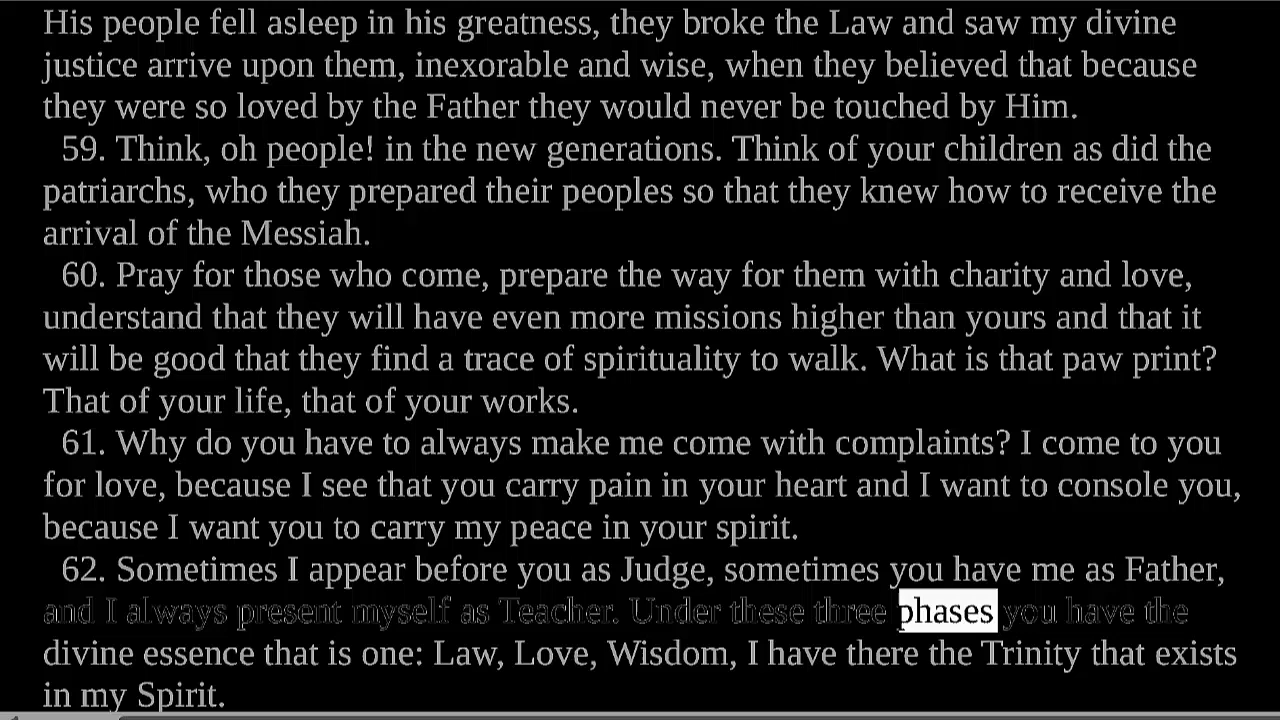 His people fell asleep in his greatness, they broke the Law and saw my divine
justice arrive upon them, inexorable and wise, when they believed that because
they were so loved by the Father they would never be touched by Him.
59. Think, oh people! in the new generations. Think of your children as did the
patriarchs, who they prepared their peoples so that they knew how to receive the
arrival of the Messiah.
60. Pray for those who come, prepare the way for them with charity and love,
understand that they will have even more missions higher than yours and that it
will be good that they find a trace of spirituality to walk. What is that paw print?
That of your life, that of your works.
61. Why do you have to always make me come with complaints? I come to you
for love, because I see that you carry pain in your heart and I want to console you,
because I want you to carry my peace in your spirit.
62. Sometimes I appear before you as Judge, sometimes you have me as Father,
and I always present myself as Teacher. Under these three phases you have the
divine essence that is one: Law, Love, Wisdom, I have there the Trinity that exists
in my Spirit.